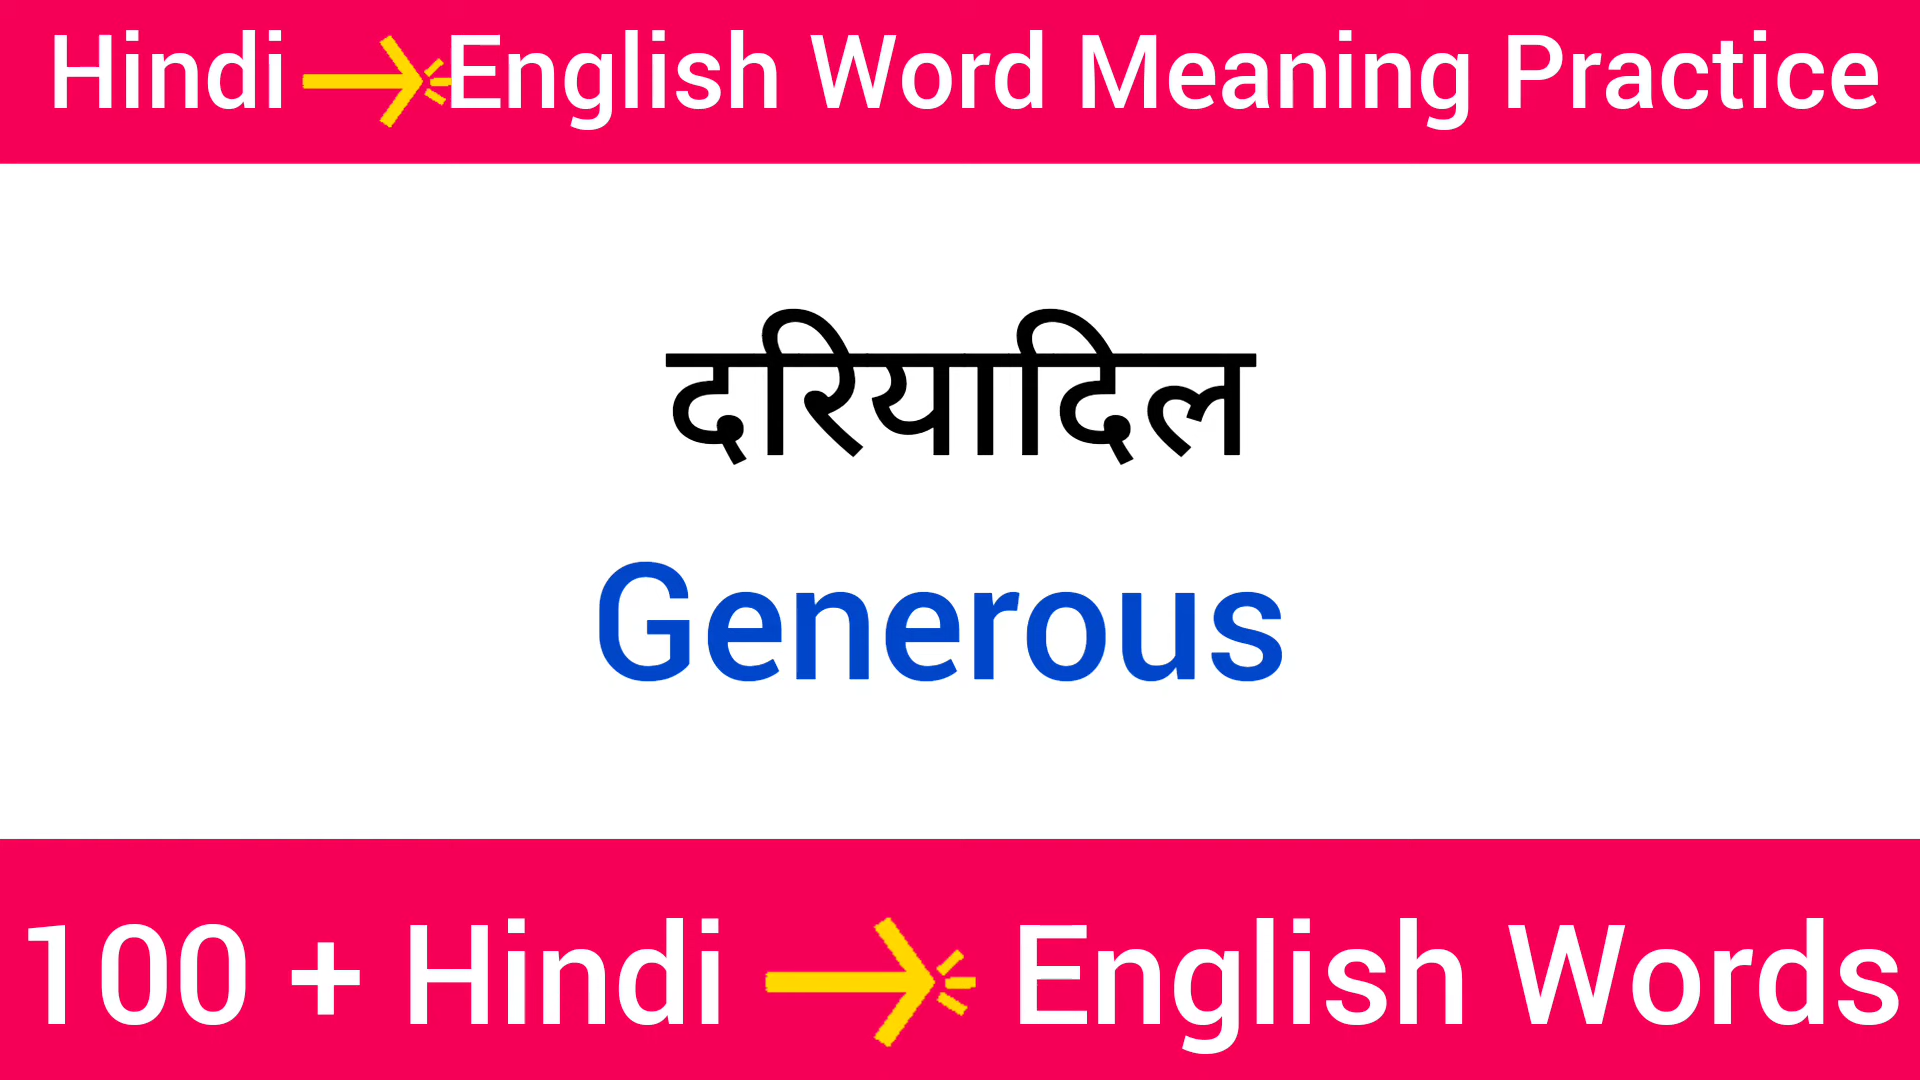 Hindi → English Word Meaning Practice
दरियादिल
Generous
100 + Hindi → English Words